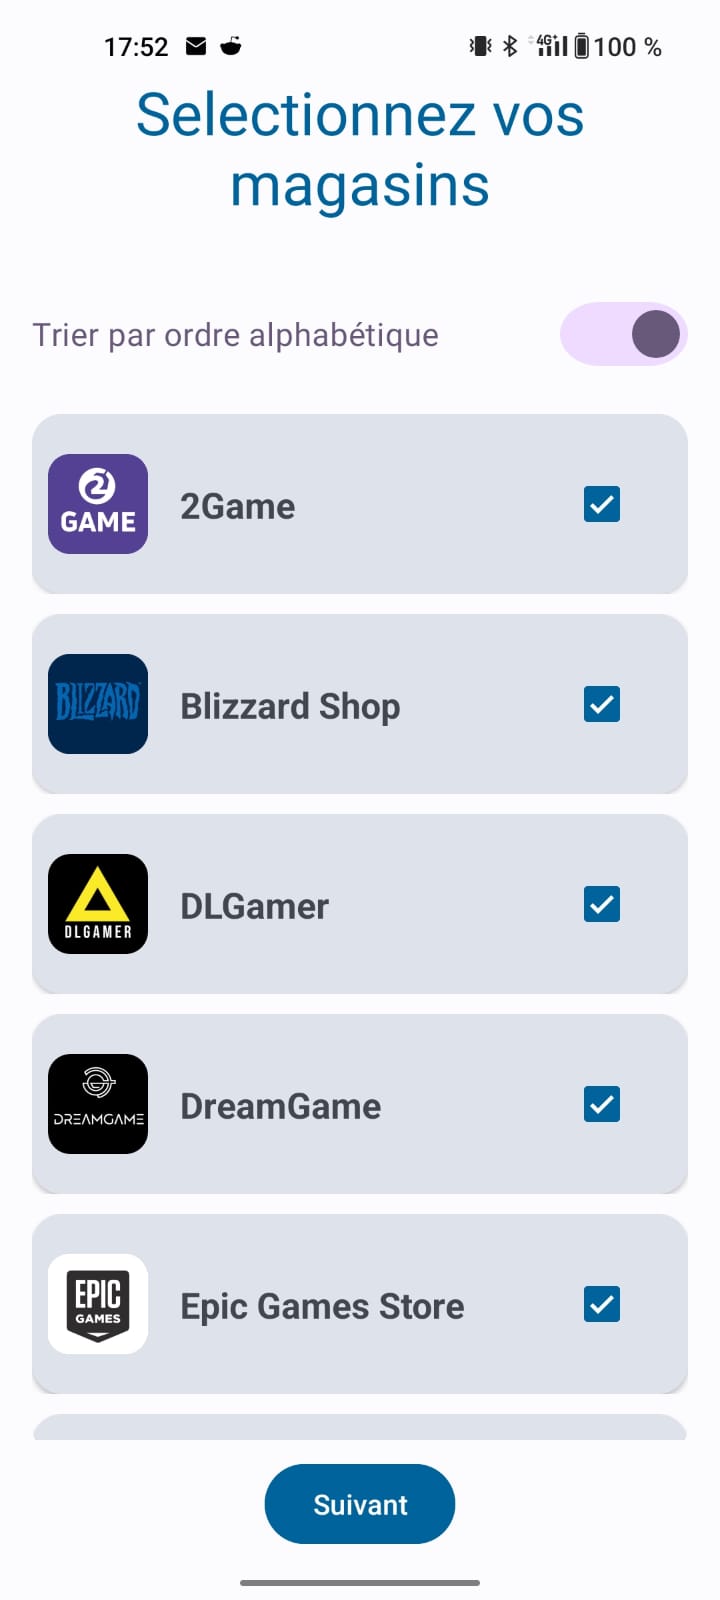 17:52
4G+ 100 %
Selectionnez vos
magasins
Trier par ordre alphabétique
2
GAME
2Game
BLIZZARD
Blizzard Shop
DLGAMER
DLGamer
DREAMGAME
DreamGame
EPIC
GAMES
Epic Games Store
Suivant